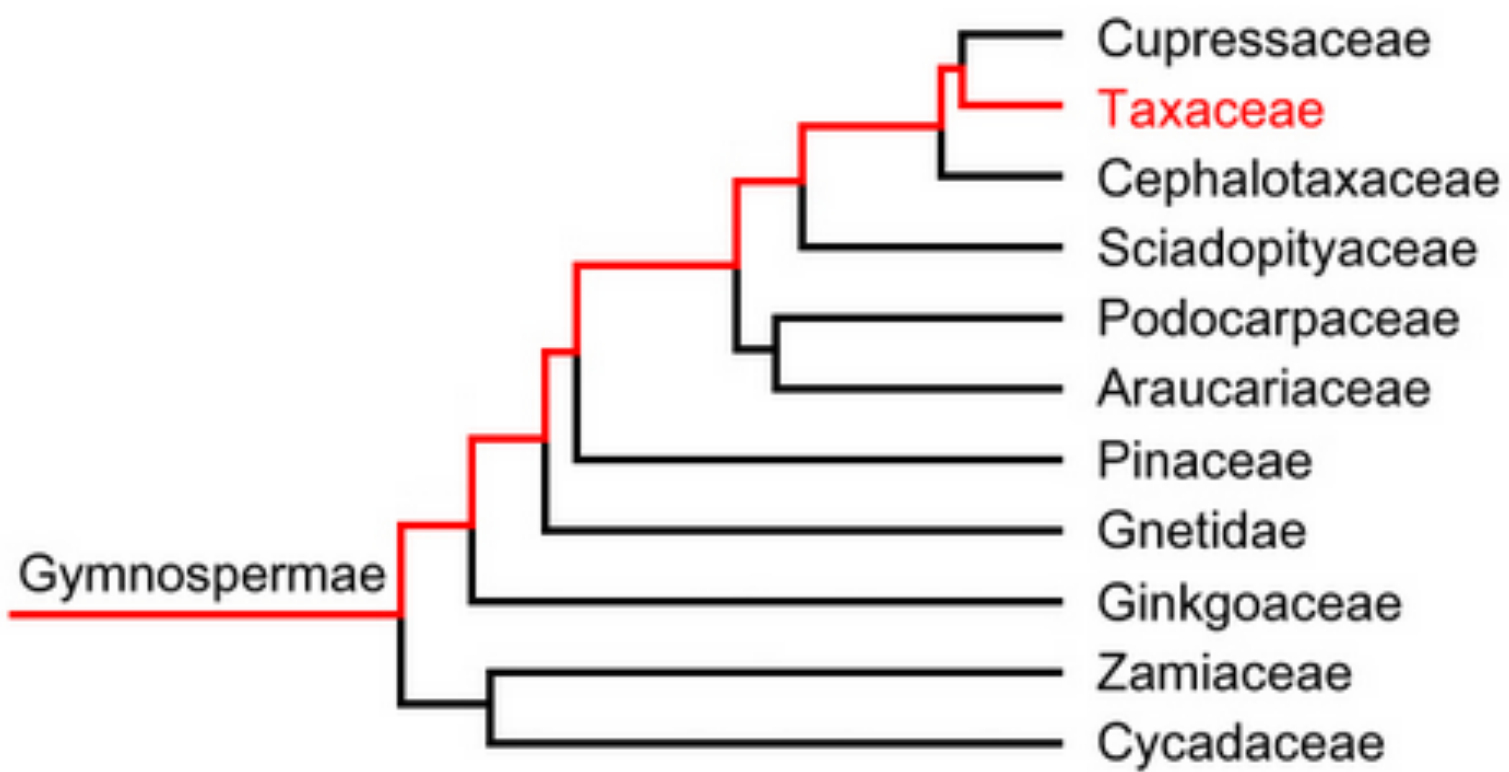 Cupressaceae
Taxaceae
Cephalotaxaceae
Sciadopityaceae
Podocarpaceae
Araucariaceae
Pinaceae
Gnetidae
Gymnospermae
Ginkgoaceae
Zamiaceae
Cycadaceae